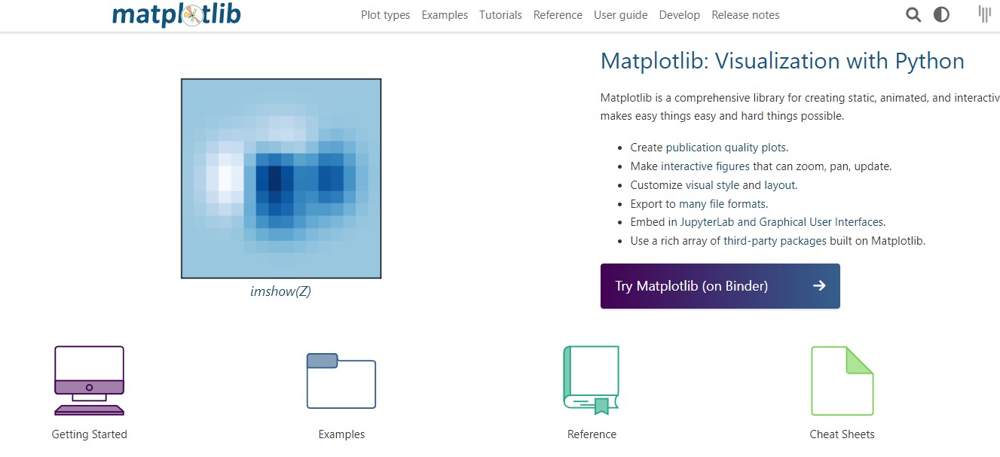 matplotlib
Plot types Examples Tutorials Reference User guide Develop Release notes
Matplotlib: Visualization with Python
Matplotlib is a comprehensive library for creating static, animated, and interactiv
makes easy things easy and hard things possible.
Create publication quality plots.
Make interactive figures that can zoom, pan, update.
Customize visual style and layout.
Export to many file formats.
Embed in JupyterLab and Graphical User Interfaces.
Use a rich array of third-party packages built on Matplotlib.
imshow(Z)
Try Matplotlib (on Binder)
Getting Started Examples Reference Cheat Sheets